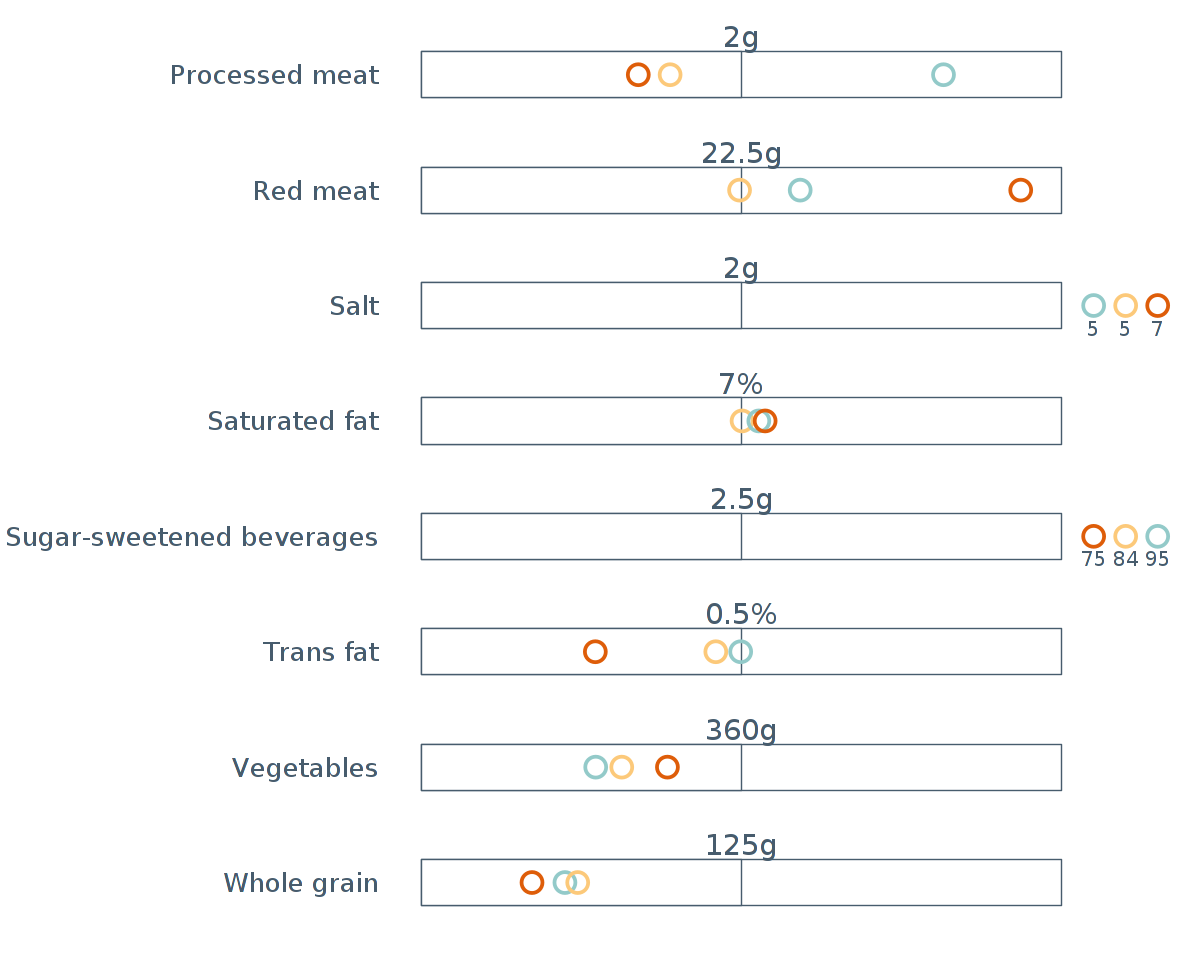 2g
Processed meat
22.5g
Red meat
2g
Salt
5 5 7
7%
Saturated fat
2.5g
Sugar-sweetened beverages
75 84 95
0.5%
Trans fat
360g
Vegetables
125g
Whole grain